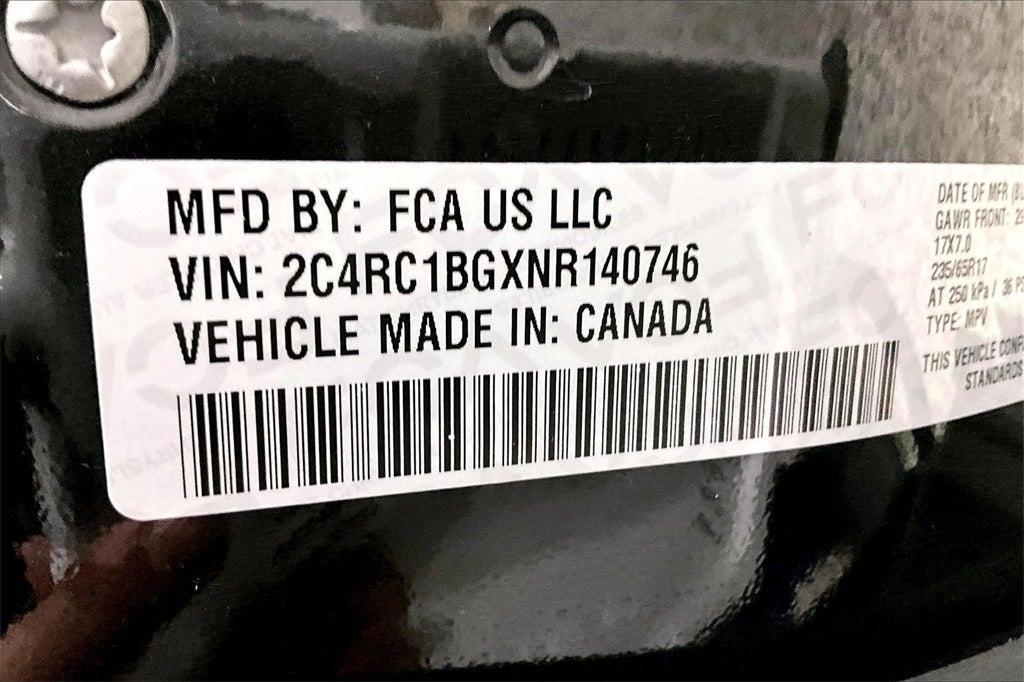 MFD BY: FCA US LLC
VIN: 2C4RC1BGXNR140746
VEHICLE MADE IN: CANADA
DATE OF MFR
GAWR FRONT:
17X7.0
235/65R17
AT 250 kPa / 36
TYPE: MPV
THIS VEHICLE
STANDARDS